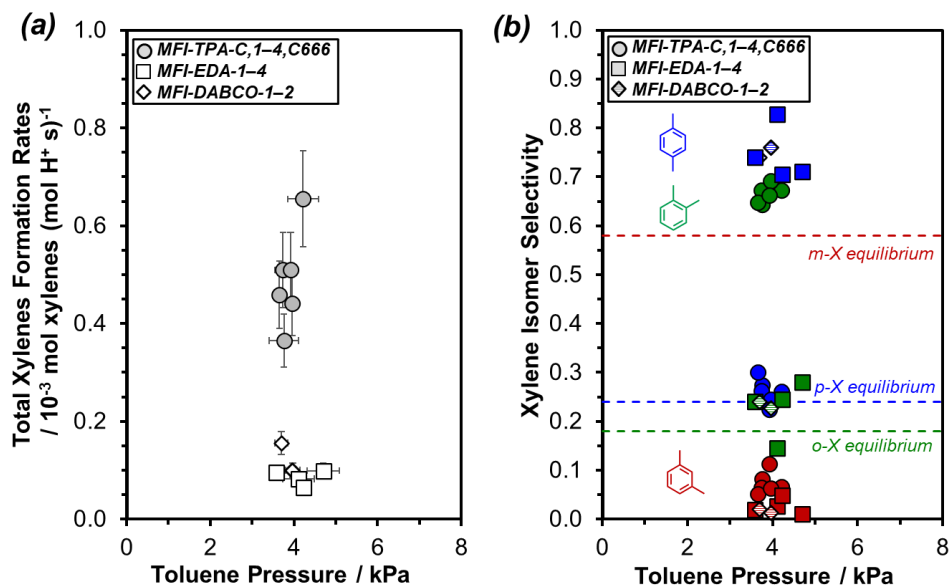 (a)
1.0
0.8
0.6
0.4
0.2
0.0
Total Xylenes Formation Rates
/ 10⁻³ mol xylenes (mol H⁺ s)⁻¹
MFI-TPA-C,1–4,C666
MFI-EDA-1–4
MFI-DABCO-1–2
0 2 4 6 8
Toluene Pressure / kPa
(b)
1.0
0.9
0.8
0.7
0.6
0.5
0.4
0.3
0.2
0.1
0.0
Xylene Isomer Selectivity
MFI-TPA-C,1–4,C666
MFI-EDA-1–4
MFI-DABCO-1–2
m-X equilibrium
p-X equilibrium
o-X equilibrium
0 2 4 6 8
Toluene Pressure / kPa